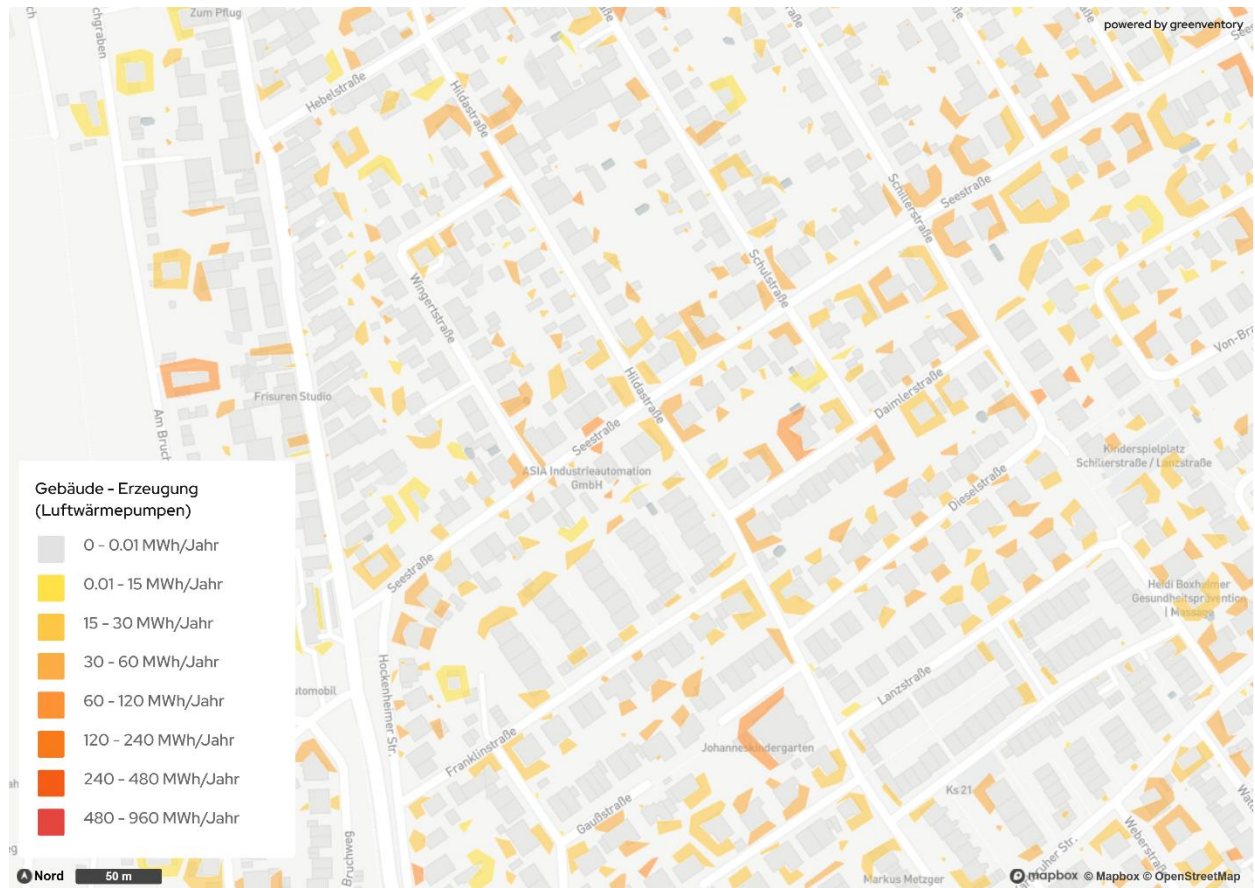 Zum Pflug
powered by greenventory
chgraben
Hebelstraße
Hildastraße
Schillerstraße
Seestraße
Wingertstraße
Schulstraße
Von-Bra
Hildastraße
Daimlerstraße
Frisuren Studio
Am Bruch
Seestraße
ASIA Industrieautomation
GmbH
Kinderspielplatz
Schillerstraße / Lanzstraße
Dieselstraße
Gebäude - Erzeugung
(Luftwärmepumpen)
0 - 0.01 MWh/Jahr
0.01 - 15 MWh/Jahr
15 - 30 MWh/Jahr
30 - 60 MWh/Jahr
60 - 120 MWh/Jahr
120 - 240 MWh/Jahr
240 - 480 MWh/Jahr
480 - 960 MWh/Jahr
Seestraße
Heidi Boxheimer
Gesundheitsprävention
| Massage
Hockenheimer Str.
utomobil
Lanzstraße
Franklinstraße
Johanneskindergarten
Ks 21
Gaußstraße
Weberstraß
Bruchweg
Markus Metzger
Nord
50 m
mapbox © Mapbox © OpenStreetMap